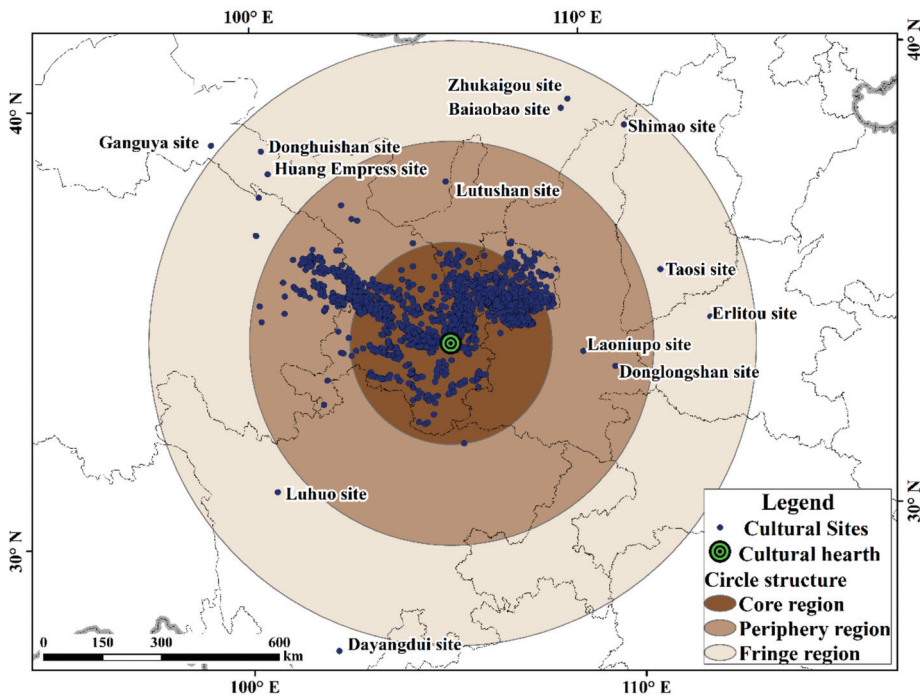 100° E
110° E
40° N
40° N
Zhukaigou site
Baiaobao site
Shimao site
Ganguya site
Donghuishan site
Huang Empress site
Lutushan site
Taosi site
Erlitou site
Laoniupo site
Donglongshan site
Luhuo site
Dayangdui site
30° N
30° N
Legend
Cultural Sites
Cultural hearth
Circle structure
Core region
Periphery region
Fringe region
0 150 300 600
km
100° E
110° E